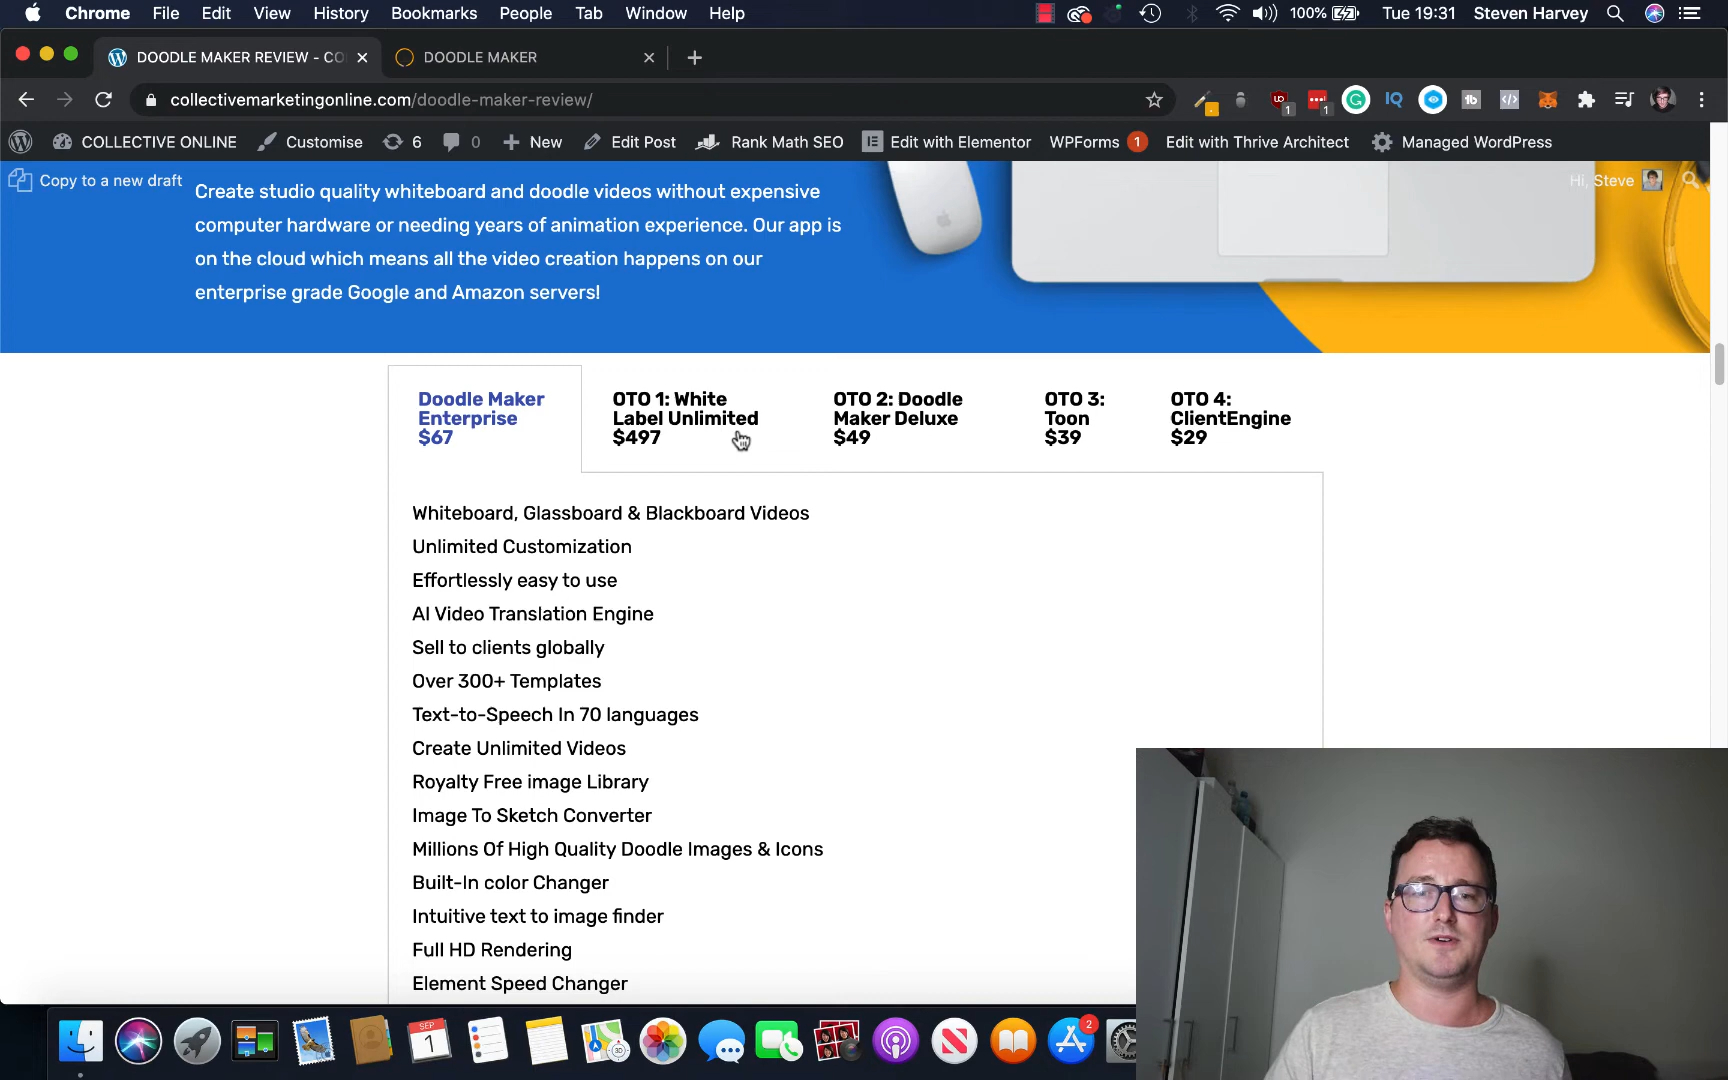 Chrome File Edit View History Bookmarks People Tab Window Help 100% Tue 19:31 Steven Harvey
DOODLE MAKER REVIEW - CO
DOODLE MAKER
collectivemarketingonline.com/doodle-maker-review/
COLLECTIVE ONLINE Customise 6 0 New Edit Post Rank Math SEO Edit with Elementor WPForms 1 Edit with Thrive Architect Managed WordPress
Copy to a new draft
Hi, Steve
Create studio quality whiteboard and doodle videos without expensive
computer hardware or needing years of animation experience. Our app is
on the cloud which means all the video creation happens on our
enterprise grade Google and Amazon servers!
Doodle Maker
Enterprise
$67
OTO 1: White
Label Unlimited
$497
OTO 2: Doodle
Maker Deluxe
$49
OTO 3:
Toon
$39
OTO 4:
ClientEngine
$29
Whiteboard, Glassboard & Blackboard Videos
Unlimited Customization
Effortlessly easy to use
AI Video Translation Engine
Sell to clients globally
Over 300+ Templates
Text-to-Speech In 70 languages
Create Unlimited Videos
Royalty Free image Library
Image To Sketch Converter
Millions Of High Quality Doodle Images & Icons
Built-In color Changer
Intuitive text to image finder
Full HD Rendering
Element Speed Changer
SEP
1
2